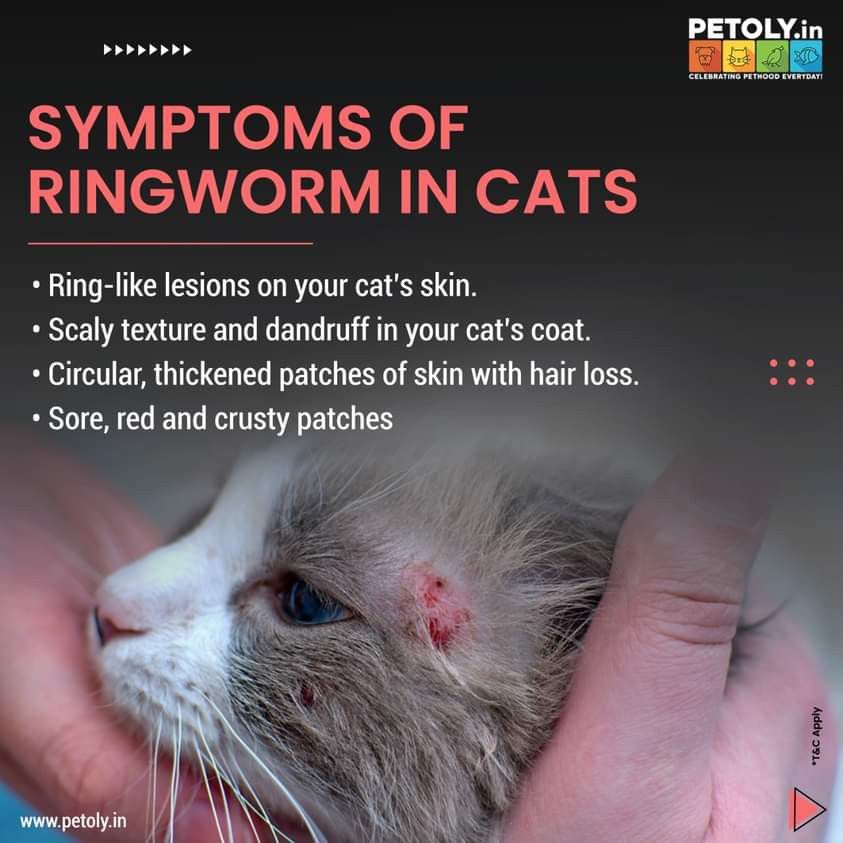 PETOLY.in
CELEBRATING PETHOOD EVERYDAY!
SYMPTOMS OF
RINGWORM IN CATS
• Ring-like lesions on your cat's skin.
• Scaly texture and dandruff in your cat's coat.
• Circular, thickened patches of skin with hair loss.
• Sore, red and crusty patches
*T&C Apply
www.petoly.in